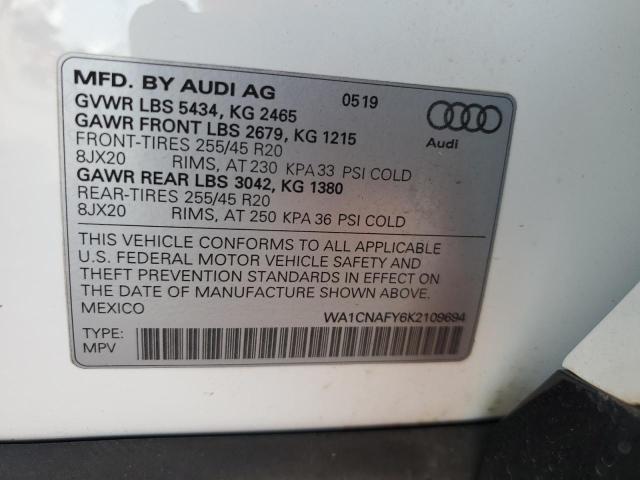 MFD. BY AUDI AG 0519
GVWR LBS 5434, KG 2465
GAWR FRONT LBS 2679, KG 1215
FRONT-TIRES 255/45 R20
8JX20 RIMS, AT 230 KPA 33 PSI COLD
GAWR REAR LBS 3042, KG 1380
REAR-TIRES 255/45 R20
8JX20 RIMS, AT 250 KPA 36 PSI COLD
Audi
THIS VEHICLE CONFORMS TO ALL APPLICABLE
U.S. FEDERAL MOTOR VEHICLE SAFETY AND
THEFT PREVENTION STANDARDS IN EFFECT ON
THE DATE OF MANUFACTURE SHOWN ABOVE.
MEXICO WA1CNAFY6K2109694
TYPE:
MPV